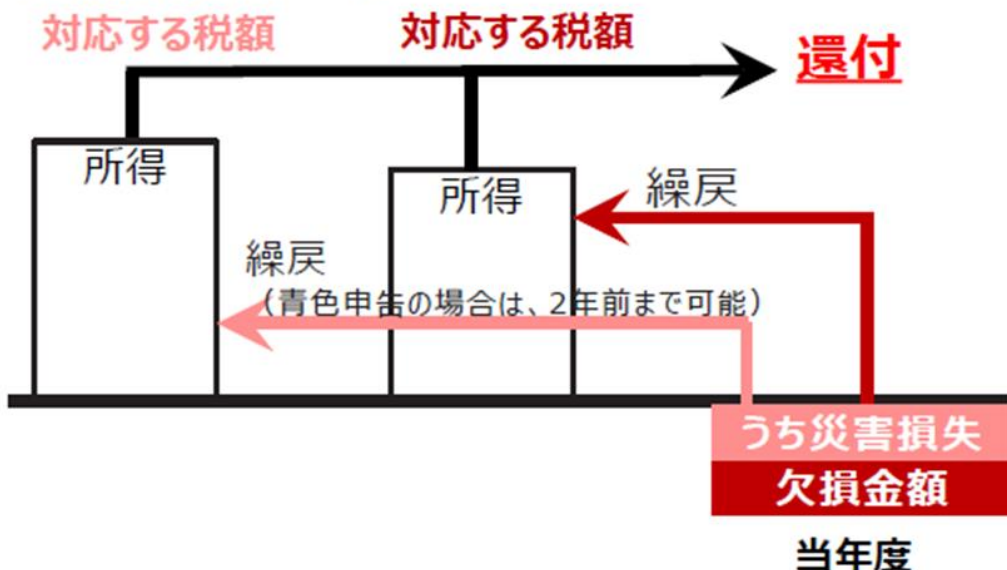 対応する税額
対応する税額
還付
所得
所得
繰戻
繰戻
（青色申告の場合は、２年前まで可能）
うち災害損失
欠損金額
当年度